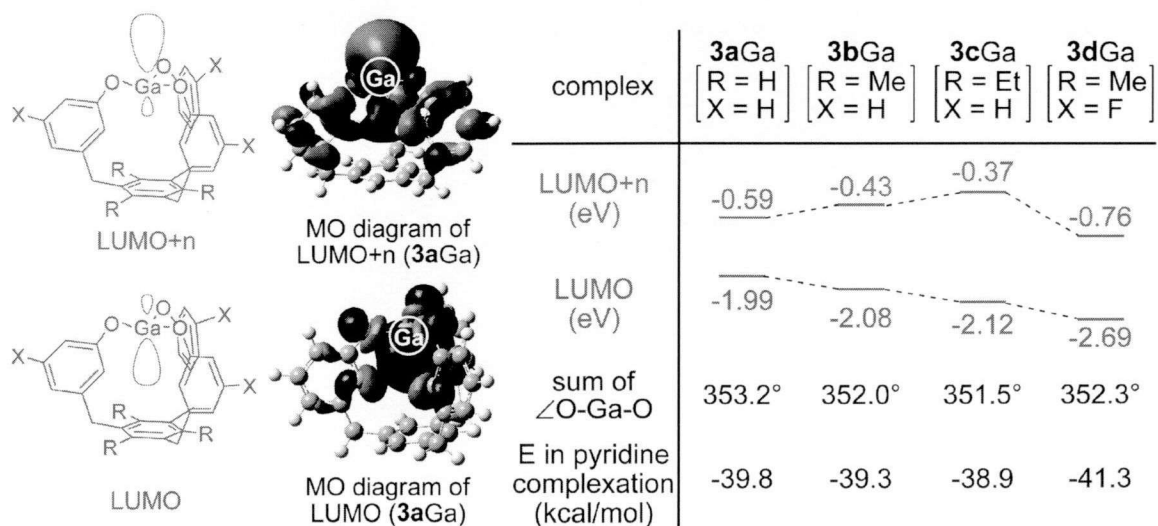 X
O
O
Ga
O
X
X
R
R
R
LUMO+n
Ga
MO diagram of
LUMO+n (3aGa)
X
O
O
Ga
O
X
X
R
R
R
LUMO
Ga
MO diagram of
LUMO (3aGa)
complex
3aGa
[R = H
X = H]
3bGa
[R = Me
X = H]
3cGa
[R = Et
X = H]
3dGa
[R = Me
X = F]
LUMO+n
(eV)
-0.59
-0.43
-0.37
-0.76
LUMO
(eV)
-1.99
-2.08
-2.12
-2.69
sum of
∠O-Ga-O
353.2°
352.0°
351.5°
352.3°
E in pyridine
complexation
(kcal/mol)
-39.8
-39.3
-38.9
-41.3